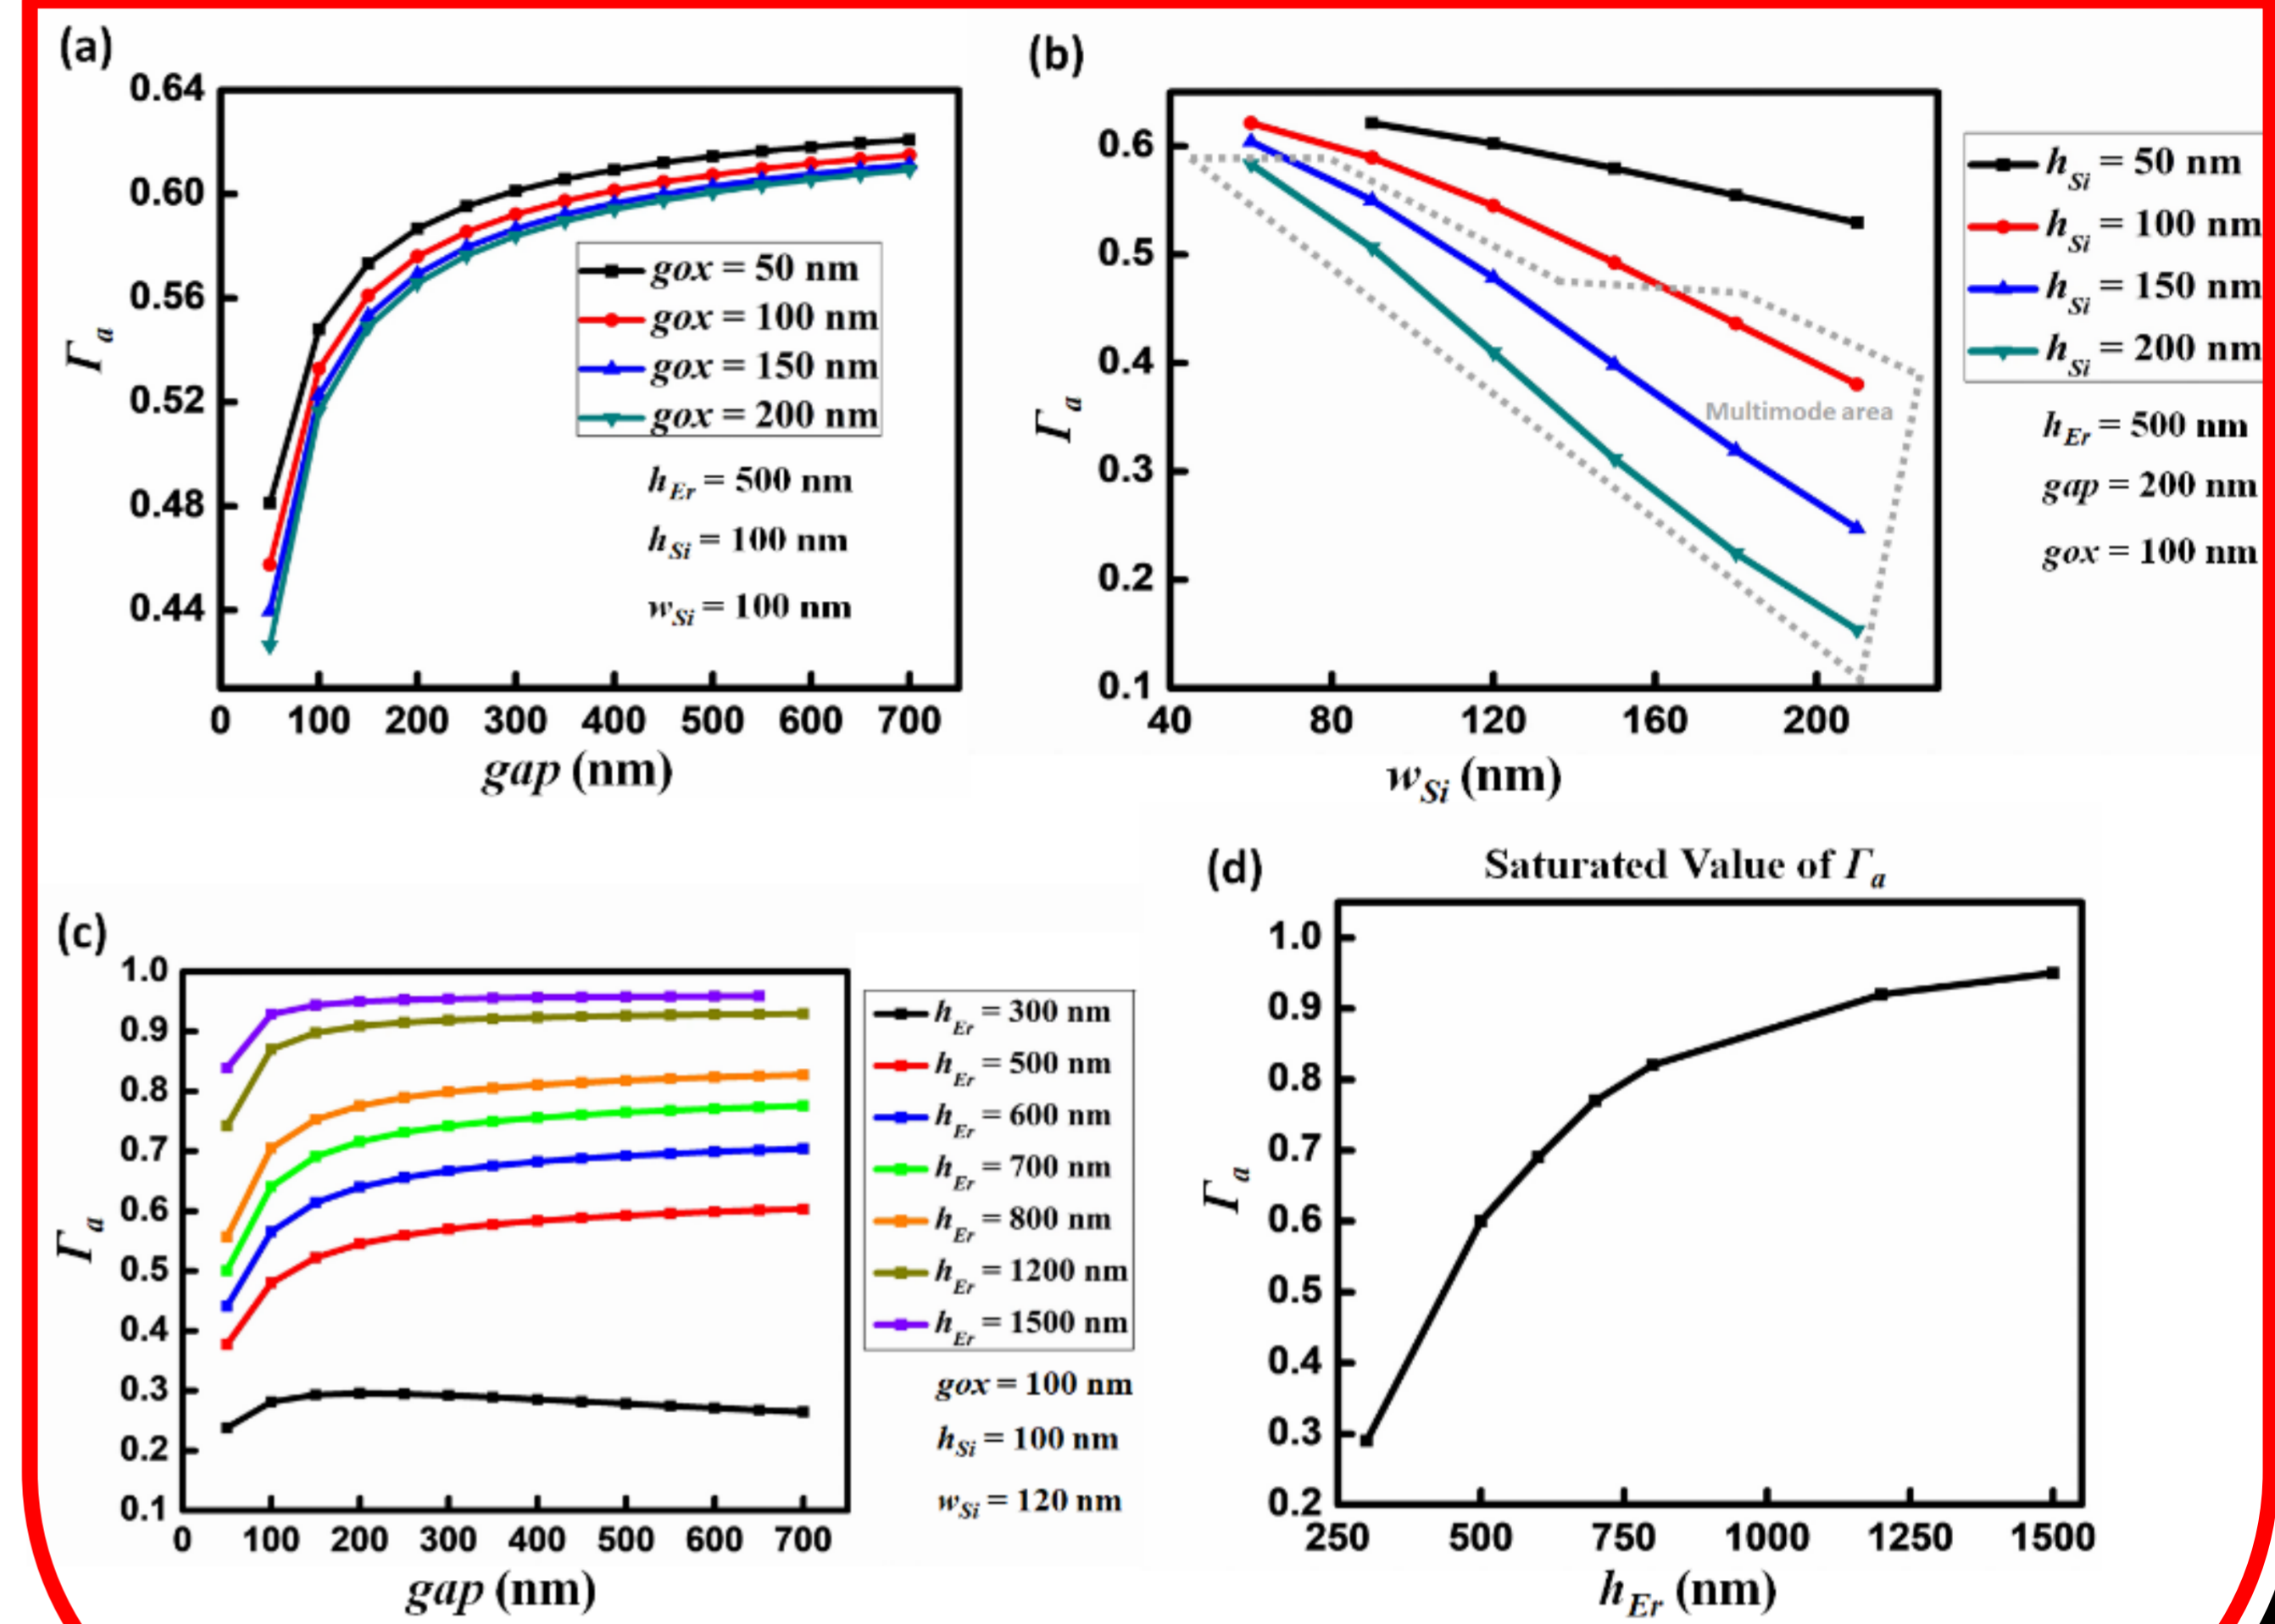 (a)
0.64
0.60
0.56
0.52
0.48
0.44
Γa
gox = 50 nm
gox = 100 nm
gox = 150 nm
gox = 200 nm
hEr = 500 nm
hSi = 100 nm
wSi = 100 nm
0 100 200 300 400 500 600 700
gap (nm)
(b)
0.6
0.5
0.4
0.3
0.2
0.1
Γa
Multimode area
40 80 120 160 200
wSi (nm)
hSi = 50 nm
hSi = 100 nm
hSi = 150 nm
hSi = 200 nm
hEr = 500 nm
gap = 200 nm
gox = 100 nm
(c)
1.0
0.9
0.8
0.7
0.6
0.5
0.4
0.3
0.2
0.1
Γa
0 100 200 300 400 500 600 700
gap (nm)
hEr = 300 nm
hEr = 500 nm
hEr = 600 nm
hEr = 700 nm
hEr = 800 nm
hEr = 1200 nm
hEr = 1500 nm
gox = 100 nm
hSi = 100 nm
wSi = 120 nm
(d)
Saturated Value of Γa
1.0
0.9
0.8
0.7
0.6
0.5
0.4
0.3
0.2
Γa
250 500 750 1000 1250 1500
hEr (nm)